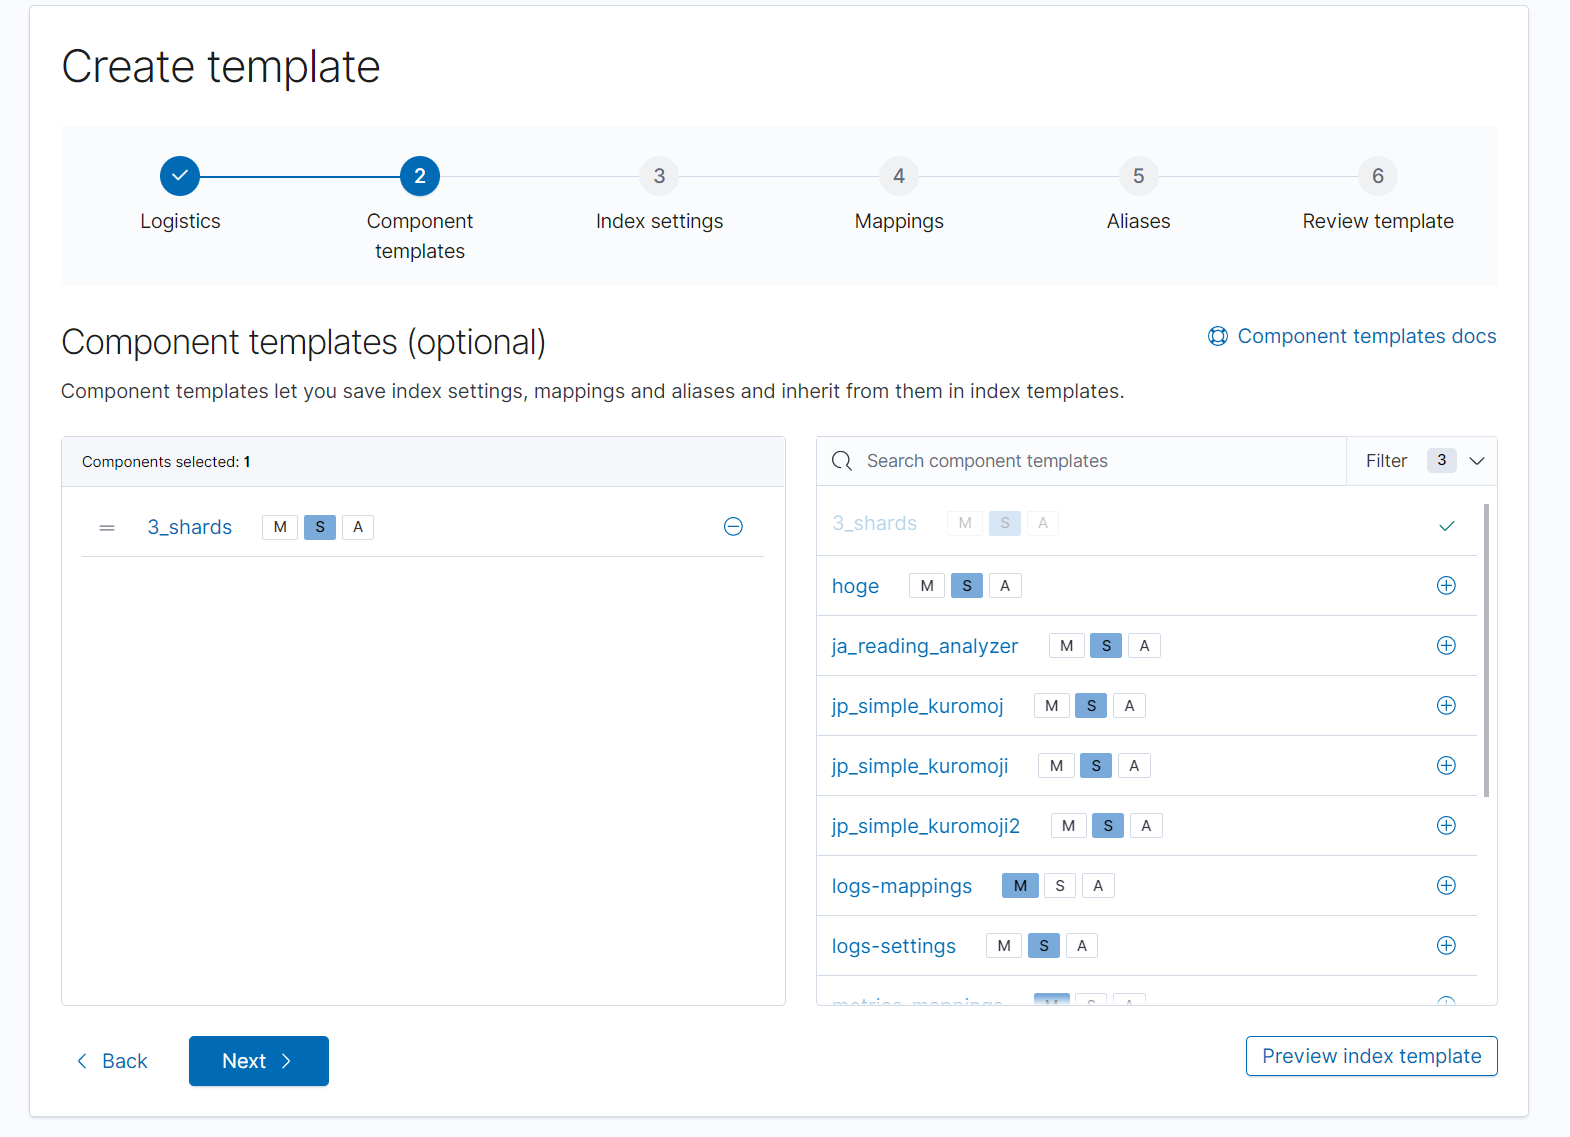 Create template
2
3
4
5
6
Logistics
Component
templates
Index settings
Mappings
Aliases
Review template
Component templates (optional)
Component templates docs
Component templates let you save index settings, mappings and aliases and inherit from them in index templates.
Components selected: 1
3_shards M S A
Search component templates
Filter 3
3_shards M S A
hoge M S A
ja_reading_analyzer M S A
jp_simple_kuromoj M S A
jp_simple_kuromoji M S A
jp_simple_kuromoji2 M S A
logs-mappings M S A
logs-settings M S A
metrics-mappings M S A
Back
Next
Preview index template